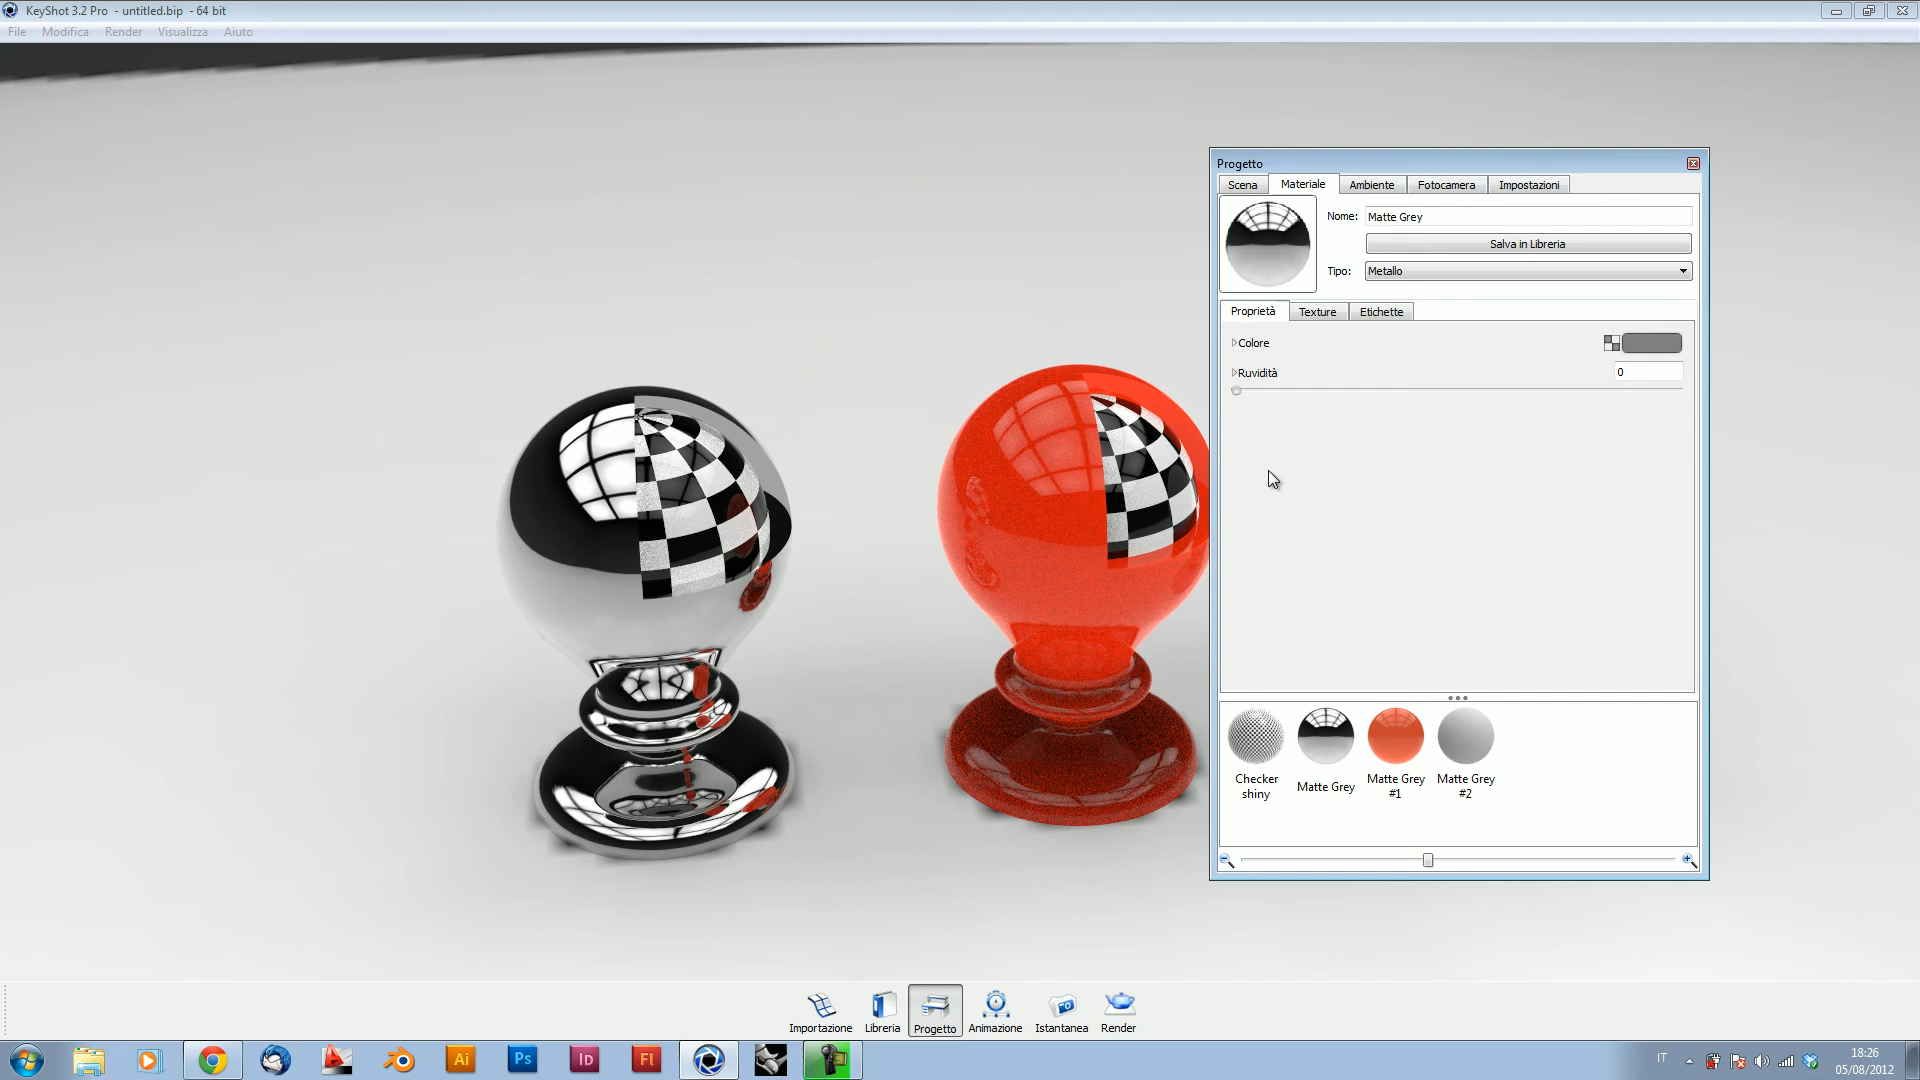 KeyShot 3.2 Pro - untitled.bip - 64 bit
File Modifica Render Visualizza Aiuto
Progetto
Scena Materiale Ambiente Fotocamera Impostazioni
Nome: Matte Grey
Salva in Libreria
Tipo: Metallo
Proprietà Texture Etichette
Colore
Ruvidità 0
Checker shiny
Matte Grey
Matte Grey #1
Matte Grey #2
Importazione Libreria Progetto Animazione Istantanea Render
Ai Ps Id Fl
IT
18:26
05/08/2012